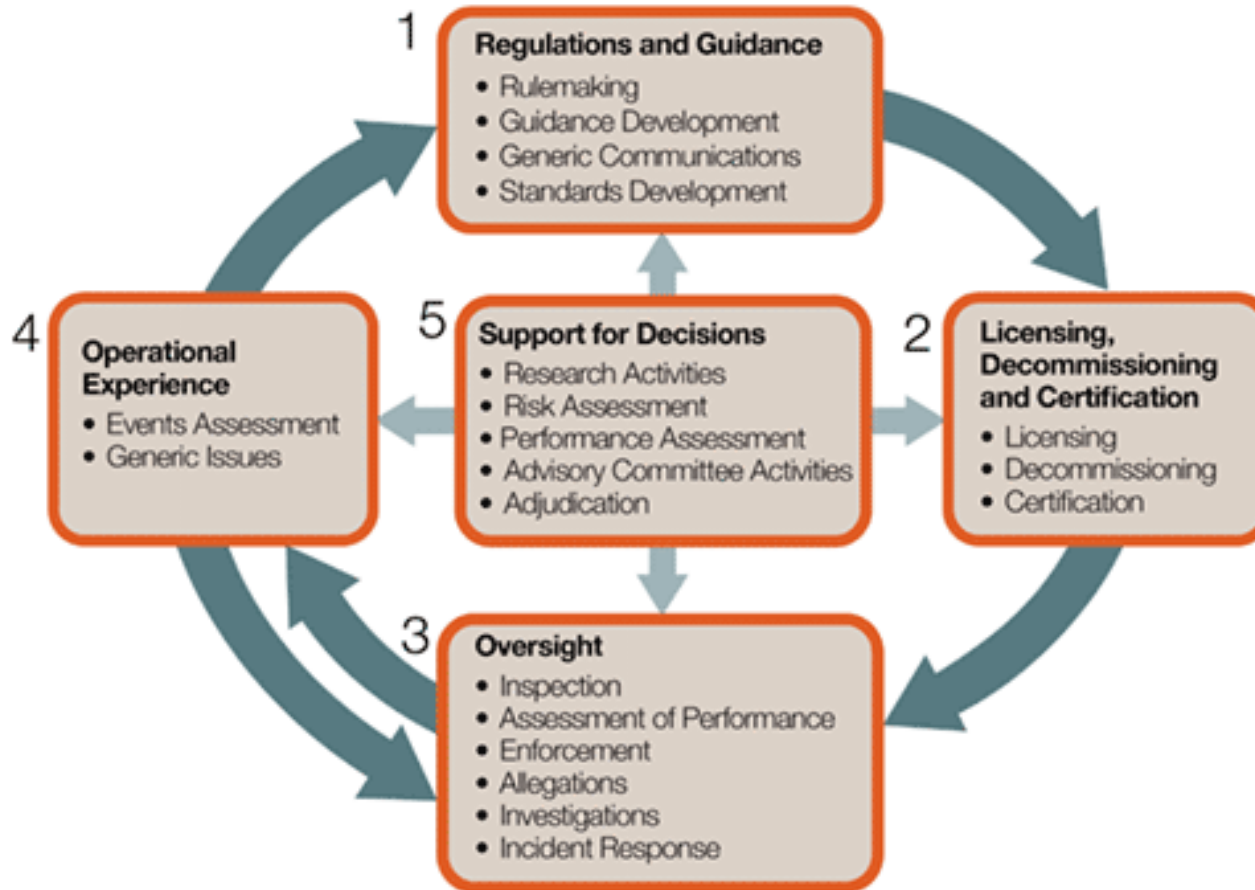 1
Regulations and Guidance
• Rulemaking
• Guidance Development
• Generic Communications
• Standards Development
2
Licensing,
Decommissioning
and Certification
• Licensing
• Decommissioning
• Certification
3
Oversight
• Inspection
• Assessment of Performance
• Enforcement
• Allegations
• Investigations
• Incident Response
4
Operational
Experience
• Events Assessment
• Generic Issues
5
Support for Decisions
• Research Activities
• Risk Assessment
• Performance Assessment
• Advisory Committee Activities
• Adjudication